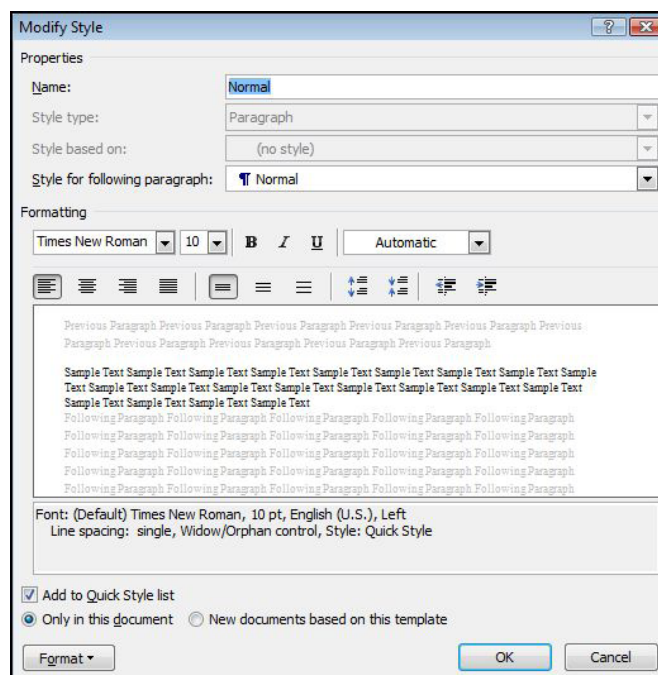 Modify Style
Properties
Name: Normal
Style type: Paragraph
Style based on: (no style)
Style for following paragraph: ¶ Normal
Formatting
Times New Roman 10 B I U Automatic
Previous Paragraph Previous Paragraph Previous Paragraph Previous Paragraph Previous Paragraph Previous
Paragraph Previous Paragraph Previous Paragraph Previous Paragraph Previous Paragraph
Sample Text Sample Text Sample Text Sample Text Sample Text Sample Text Sample Text Sample Text Sample
Text Sample Text Sample Text Sample Text Sample Text Sample Text Sample Text Sample Text Sample Text
Sample Text Sample Text Sample Text Sample Text
Following Paragraph Following Paragraph Following Paragraph Following Paragraph Following Paragraph
Following Paragraph Following Paragraph Following Paragraph Following Paragraph Following Paragraph
Following Paragraph Following Paragraph Following Paragraph Following Paragraph Following Paragraph
Following Paragraph Following Paragraph Following Paragraph Following Paragraph Following Paragraph
Following Paragraph Following Paragraph Following Paragraph Following Paragraph Following Paragraph
Font: (Default) Times New Roman, 10 pt, English (U.S.), Left
Line spacing: single, Widow/Orphan control, Style: Quick Style
Add to Quick Style list
Only in this document New documents based on this template
Format OK Cancel